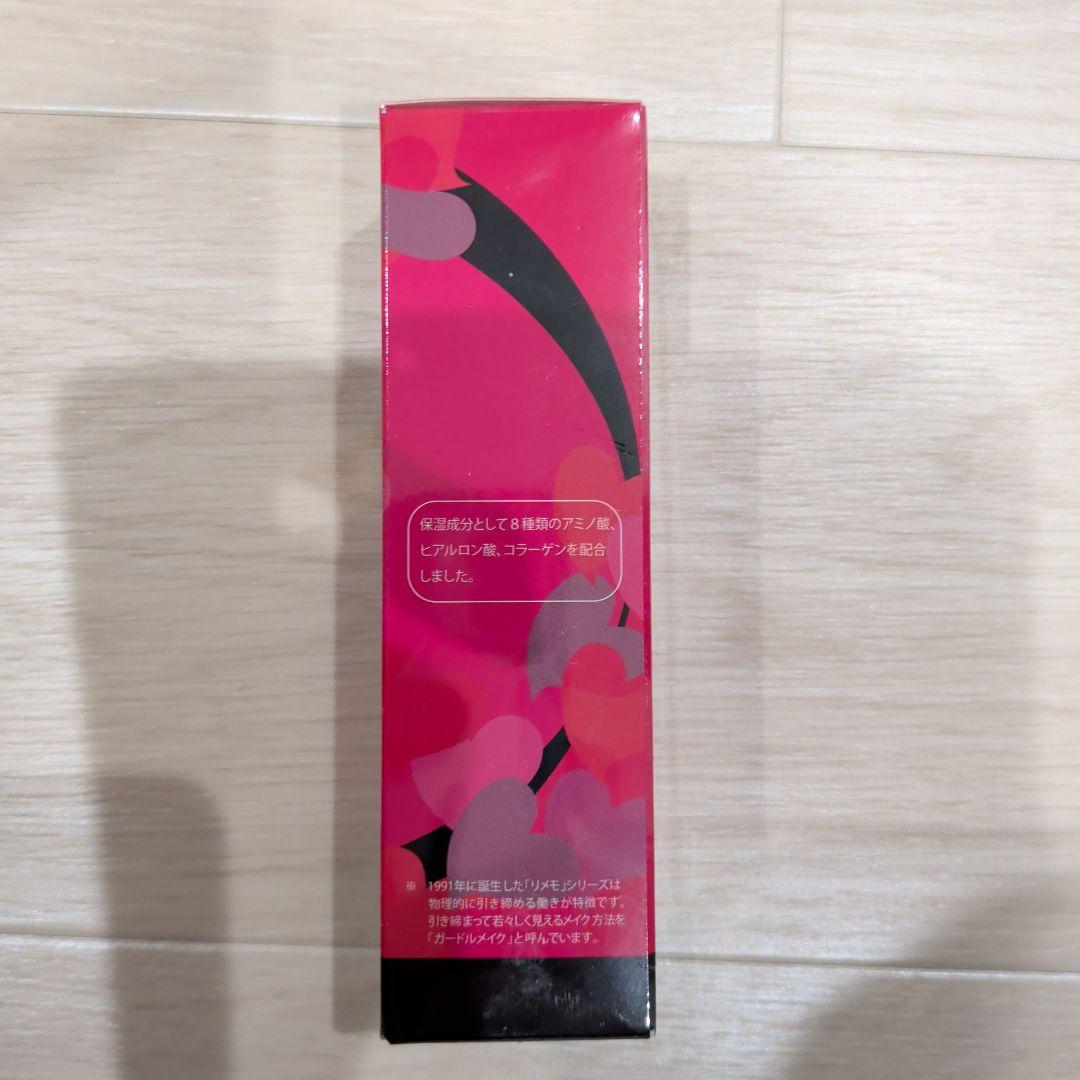 保湿成分として8種類のアミノ酸、
ヒアルロン酸、コラーゲンを配合
しました。
※ 1991年に誕生した「リメモ」シリーズは
物理的に引き締める働きが特徴です。
引き締まって若々しく見えるメイク方法を
「ガードルメイク」と呼んでいます。